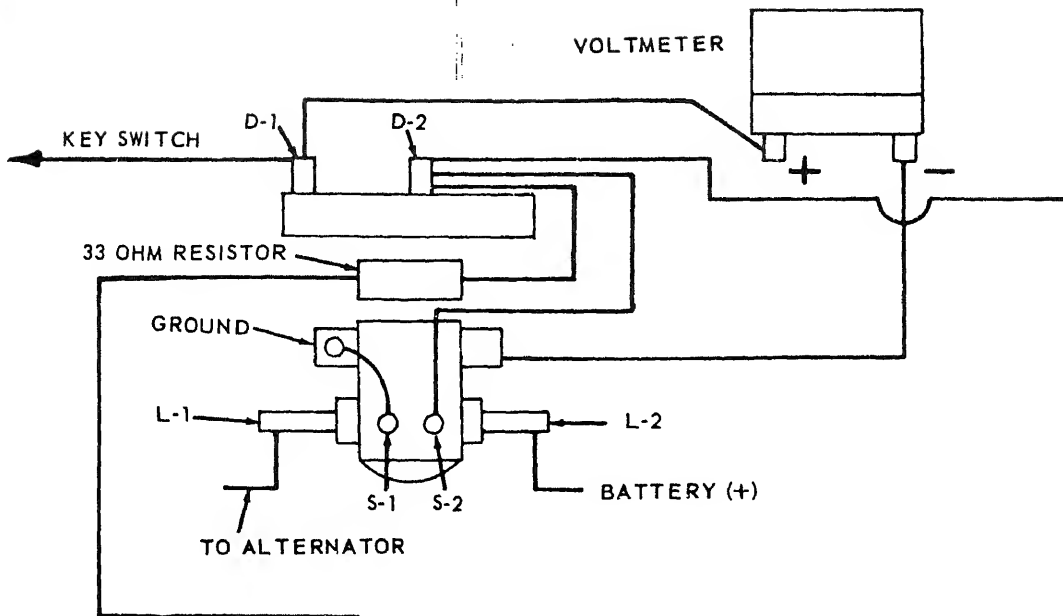 VOLTMETER
D-1
D-2
KEY SWITCH
+
−
33 OHM RESISTOR
GROUND
L-1
L-2
S-1
S-2
BATTERY (+)
TO ALTERNATOR